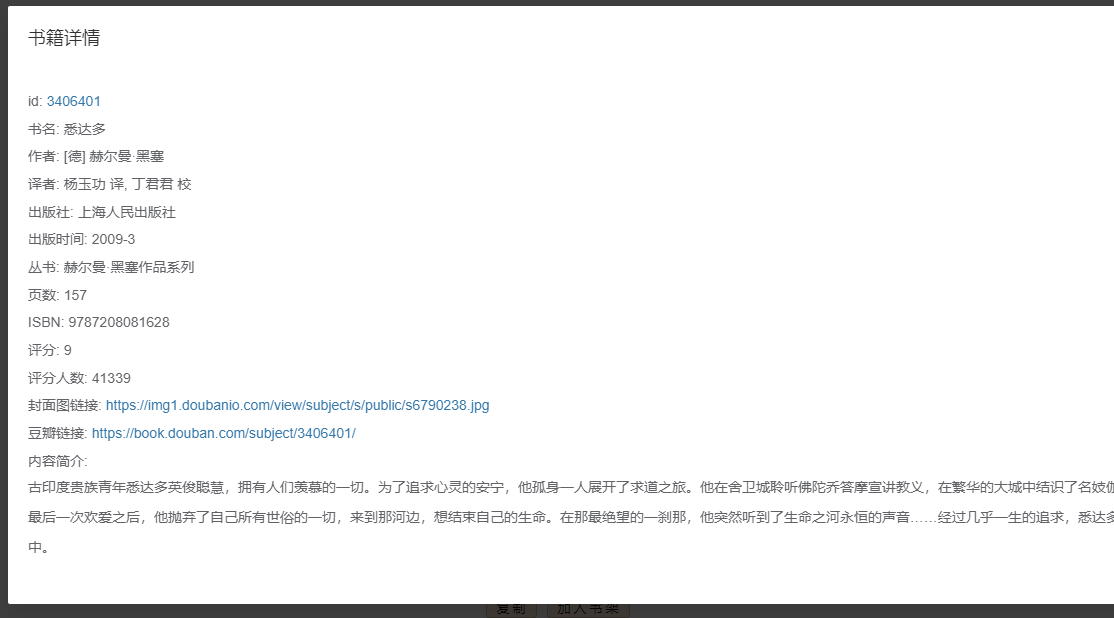 书籍详情
id: 3406401
书名: 悉达多
作者: [德] 赫尔曼·黑塞
译者: 杨玉功 译, 丁君君 校
出版社: 上海人民出版社
出版时间: 2009-3
丛书: 赫尔曼·黑塞作品系列
页数: 157
ISBN: 9787208081628
评分: 9
评分人数: 41339
封面图链接: https://img1.doubanio.com/view/subject/s/public/s6790238.jpg
豆瓣链接: https://book.douban.com/subject/3406401/
内容简介:
古印度贵族青年悉达多英俊聪慧，拥有人们羡慕的一切。为了追求心灵的安宁，他孤身一人展开了求道之旅。他在舍卫城聆听佛陀乔答摩宣讲教义，在繁华的大城中结识了名妓伽
最后一次欢爱之后，他抛弃了自己所有世俗的一切，来到那河边，想结束自己的生命。在那最绝望的一刹那，他突然听到了生命之河永恒的声音……经过几乎一生的追求，悉达多
中。
复制 加入书架